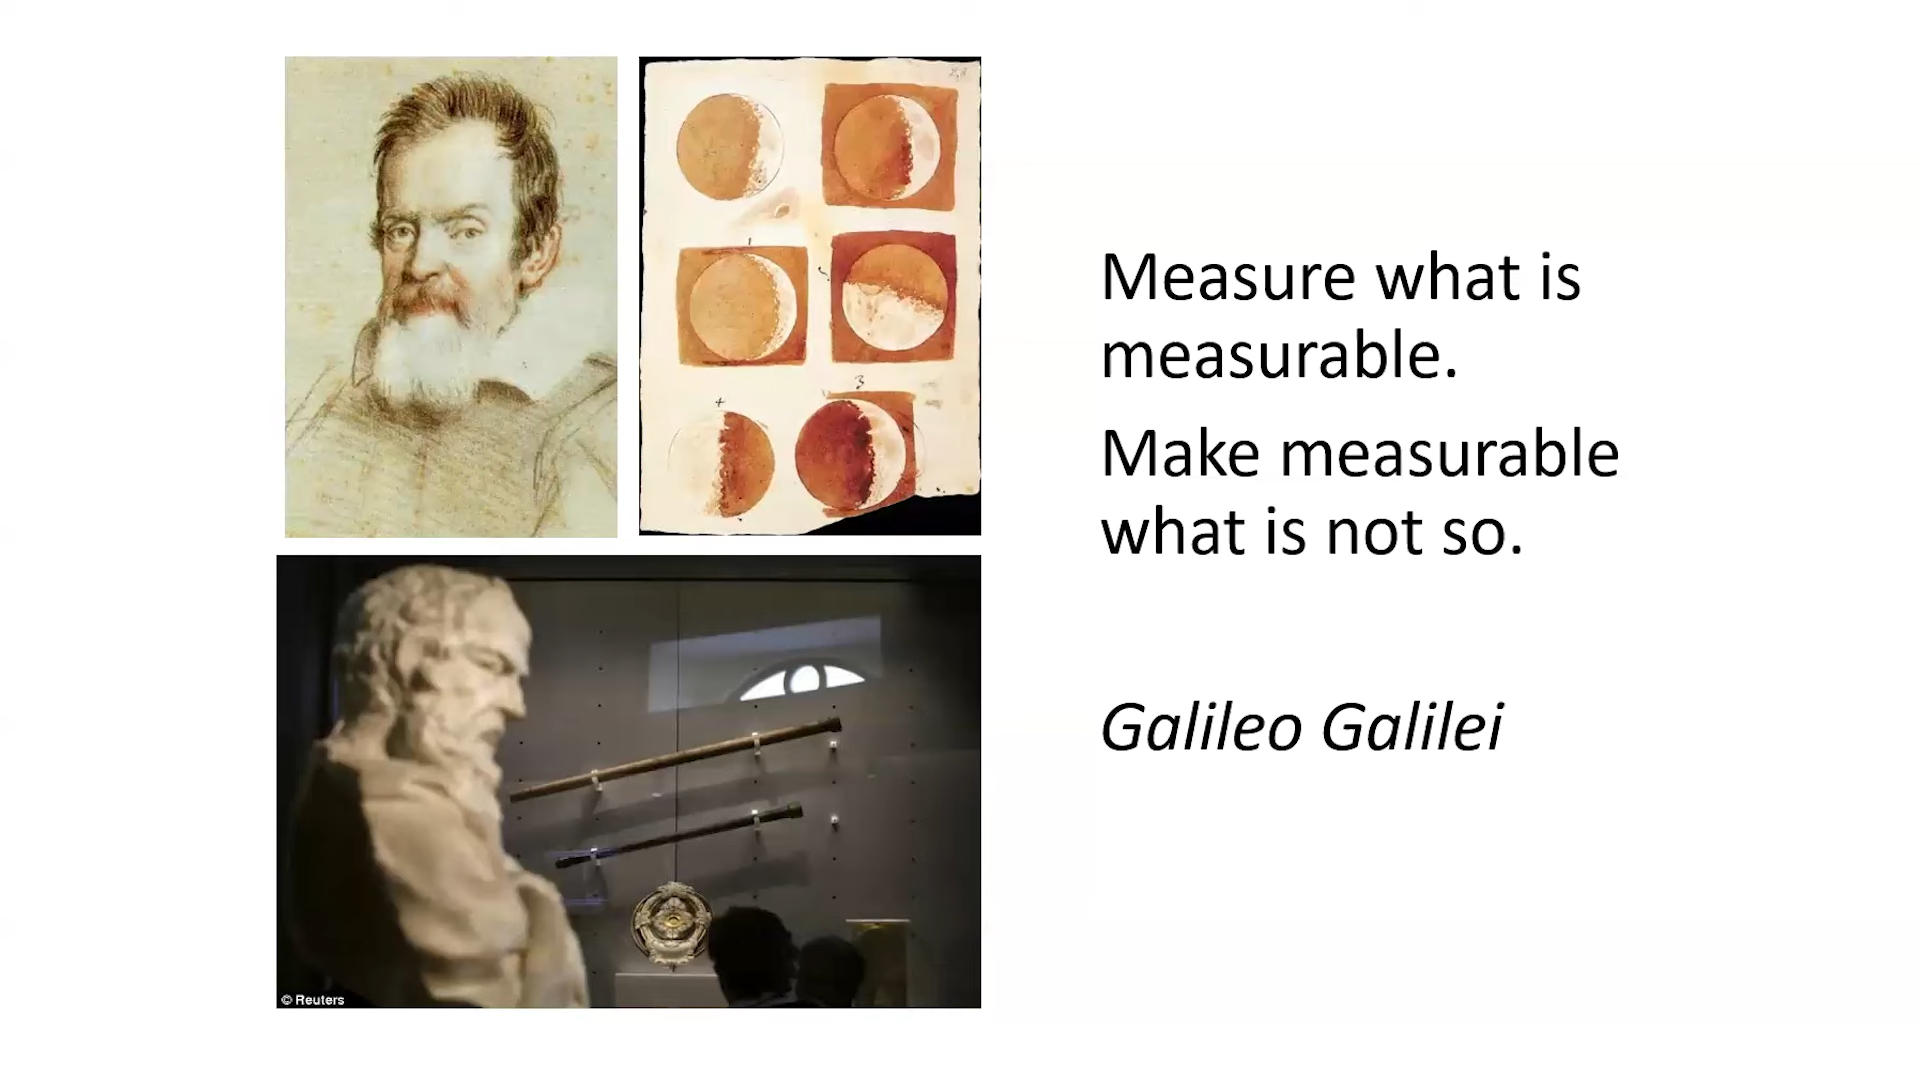 Measure what is
measurable.
Make measurable
what is not so.
Galileo Galilei
© Reuters